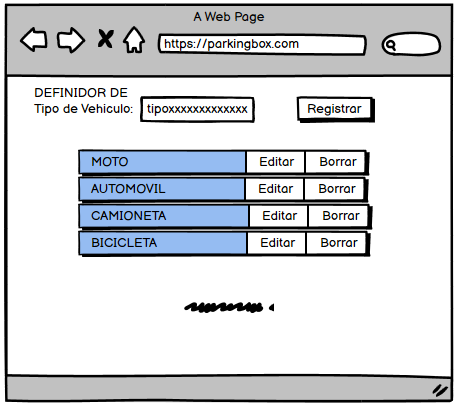 A Web Page
https://parkingbox.com
DEFINIDOR DE
Tipo de Vehiculo: tipoxxxxxxxxxxxxx Registrar
MOTO Editar Borrar
AUTOMOVIL Editar Borrar
CAMIONETA Editar Borrar
BICICLETA Editar Borrar